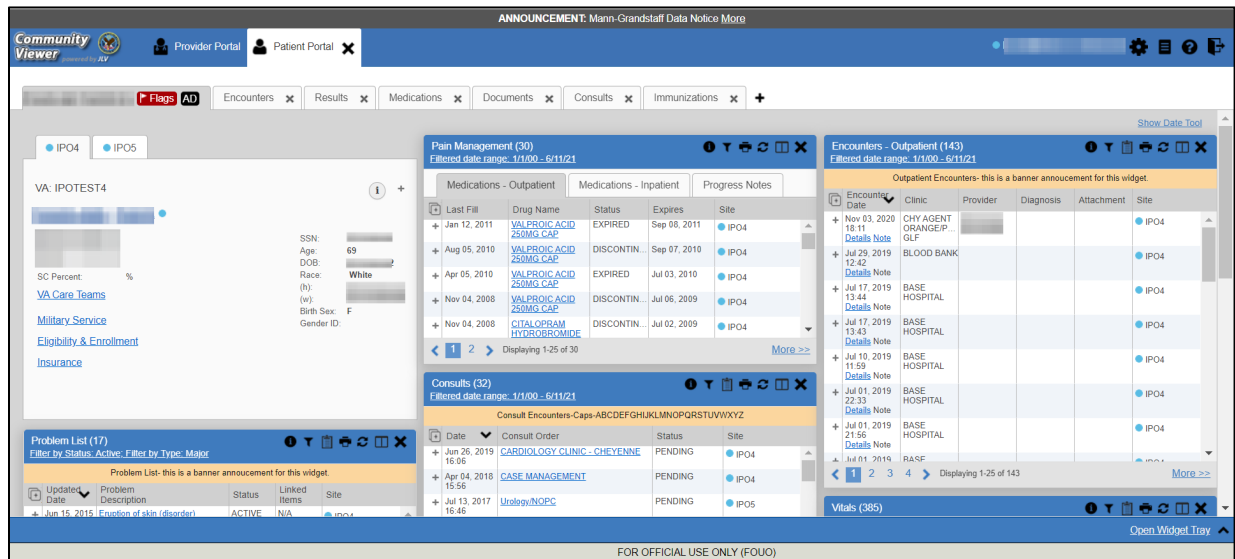 ANNOUNCEMENT: Mann-Grandstaff Data Notice More
Community
Viewer powered by JLV
Provider Portal
Patient Portal
Flags AD
Encounters
Results
Medications
Documents
Consults
Immunizations
Show Date Tool
IPO4
IPO5
VA: IPOTEST4
SSN:
Age: 69
DOB:
SC Percent: %
Race: White
(h):
VA Care Teams
(w):
Birth Sex: F
Military Service
Gender ID:
Eligibility & Enrollment
Insurance
Problem List (17)
Filter by Status: Active; Filter by Type: Major
Problem List- this is a banner annoucement for this widget.
Updated Date Problem Description Status Linked Items Site
Jun 15, 2015 Eruption of skin (disorder) ACTIVE N/A IPO4
Pain Management (30)
Filtered date range: 1/1/00 - 6/11/21
Medications - Outpatient Medications - Inpatient Progress Notes
Last Fill Drug Name Status Expires Site
Jan 12, 2011 VALPROIC ACID EXPIRED Sep 08, 2011 IPO4
250MG CAP
Aug 05, 2010 VALPROIC ACID DISCONTIN... Sep 07, 2010 IPO4
250MG CAP
Apr 05, 2010 VALPROIC ACID EXPIRED Jul 03, 2010 IPO4
250MG CAP
Nov 04, 2008 VALPROIC ACID DISCONTIN... Jul 06, 2009 IPO4
250MG CAP
Nov 04, 2008 CITALOPRAM DISCONTIN... Jul 02, 2009 IPO4
HYDROBROMIDE
1 2 Displaying 1-25 of 30 More >>
Consults (32)
Filtered date range: 1/1/00 - 6/11/21
Consult Encounters-Caps-ABCDEFGHIJKLMNOPQRSTUVWXYZ
Date Consult Order Status Site
Jun 26, 2019 CARDIOLOGY CLINIC - CHEYENNE PENDING IPO4
16:06
Apr 04, 2018 CASE MANAGEMENT PENDING IPO4
15:56
Jul 13, 2017 Urology/NOPC PENDING IPO5
16:46
Encounters - Outpatient (143)
Filtered date range: 1/1/00 - 6/11/21
Outpatient Encounters- this is a banner annoucement for this widget.
Encounter Date Clinic Provider Diagnosis Attachment Site
Nov 03, 2020 CHY AGENT IPO4
18:11 ORANGE/P...
Details Note GLF
Jul 29, 2019 BLOOD BANK IPO4
12:42
Details Note
Jul 17, 2019 BASE IPO4
13:44 HOSPITAL
Details Note
Jul 17, 2019 BASE IPO4
13:43 HOSPITAL
Details Note
Jul 10, 2019 BASE IPO4
11:59 HOSPITAL
Details Note
Jul 01, 2019 BASE IPO4
22:33 HOSPITAL
Details Note
Jul 01, 2019 BASE IPO4
21:56 HOSPITAL
Details Note
Jul 01, 2019 BASE IPO4
1 2 3 4 Displaying 1-25 of 143 More >>
Vitals (385)
Open Widget Tray
FOR OFFICIAL USE ONLY (FOUO)